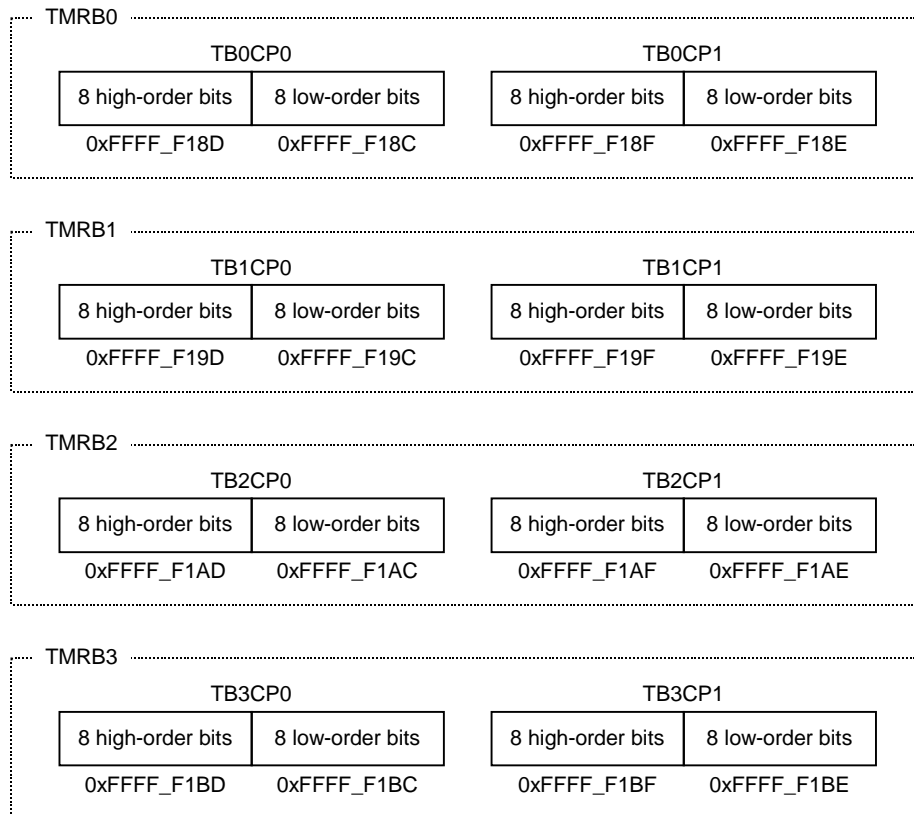 TMRB0
TB0CP0 TB0CP1
8 high-order bits 8 low-order bits 8 high-order bits 8 low-order bits
0xFFFF_F18D 0xFFFF_F18C 0xFFFF_F18F 0xFFFF_F18E
TMRB1
TB1CP0 TB1CP1
8 high-order bits 8 low-order bits 8 high-order bits 8 low-order bits
0xFFFF_F19D 0xFFFF_F19C 0xFFFF_F19F 0xFFFF_F19E
TMRB2
TB2CP0 TB2CP1
8 high-order bits 8 low-order bits 8 high-order bits 8 low-order bits
0xFFFF_F1AD 0xFFFF_F1AC 0xFFFF_F1AF 0xFFFF_F1AE
TMRB3
TB3CP0 TB3CP1
8 high-order bits 8 low-order bits 8 high-order bits 8 low-order bits
0xFFFF_F1BD 0xFFFF_F1BC 0xFFFF_F1BF 0xFFFF_F1BE